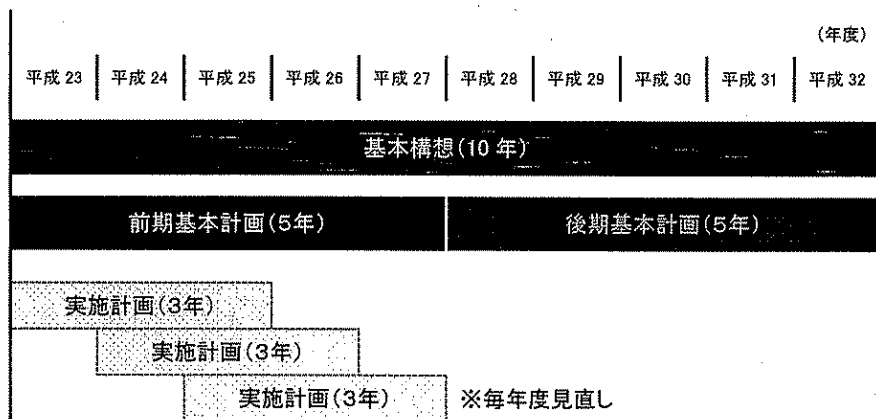 (年度)
平成 23 平成 24 平成 25 平成 26 平成 27 平成 28 平成 29 平成 30 平成 31 平成 32
基本構想(10 年)
前期基本計画(5年) 後期基本計画(5年)
実施計画(3年)
実施計画(3年)
実施計画(3年) ※毎年度見直し